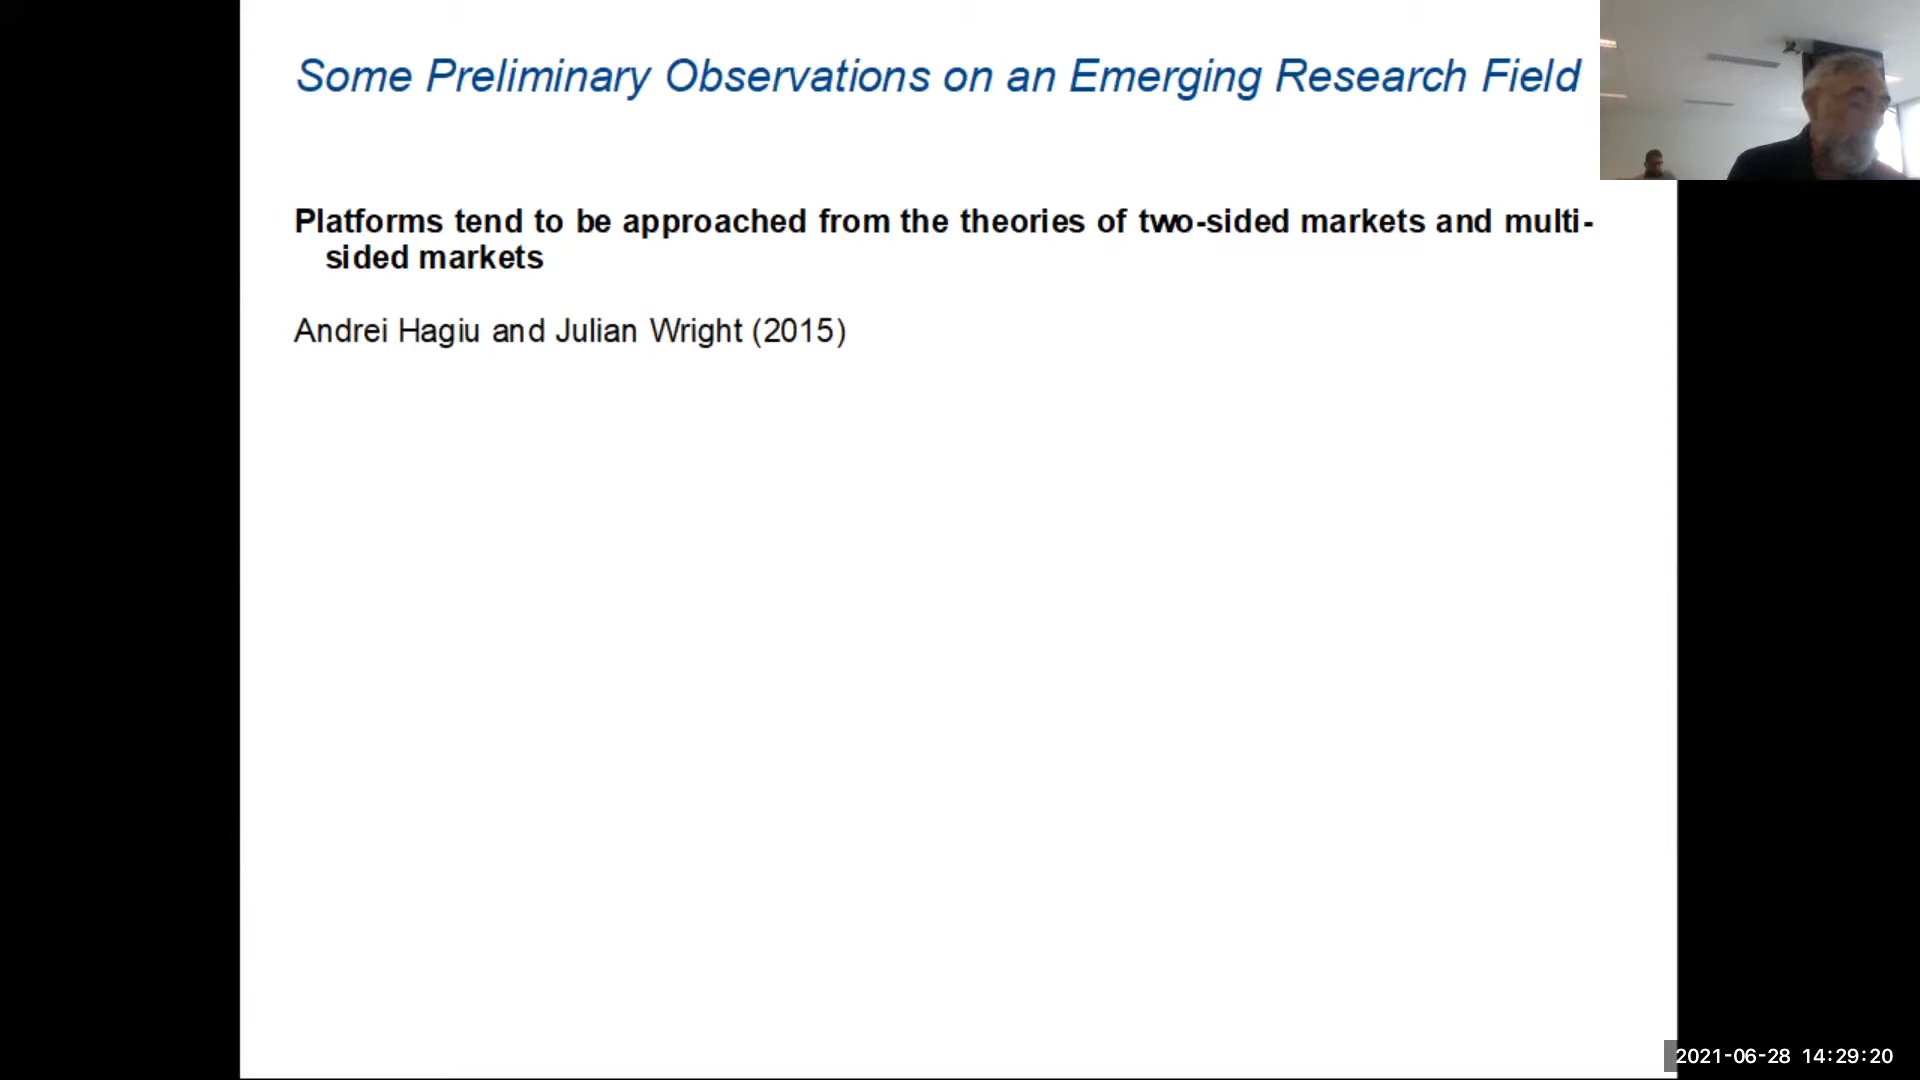 Some Preliminary Observations on an Emerging Research Field
Platforms tend to be approached from the theories of two-sided markets and multi-
sided markets
Andrei Hagiu and Julian Wright (2015)
2021-06-28 14:29:20